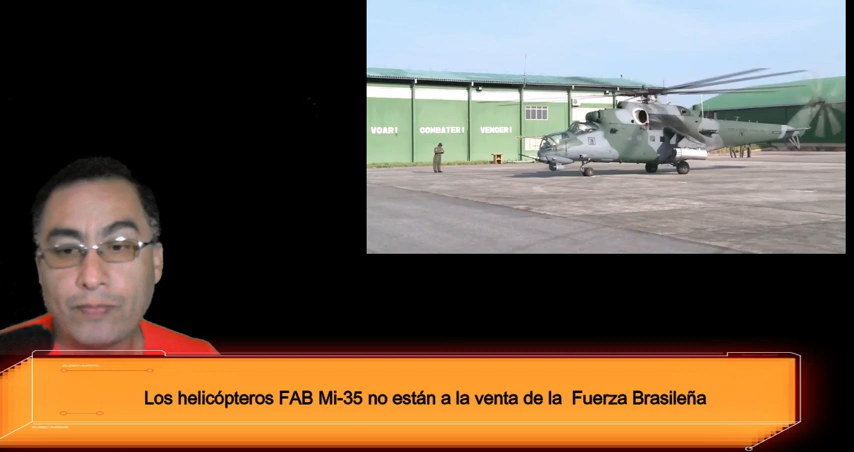 VOAR! COMBATER! VENCER!
Los helicópteros FAB Mi-35 no están a la venta de la  Fuerza Brasileña